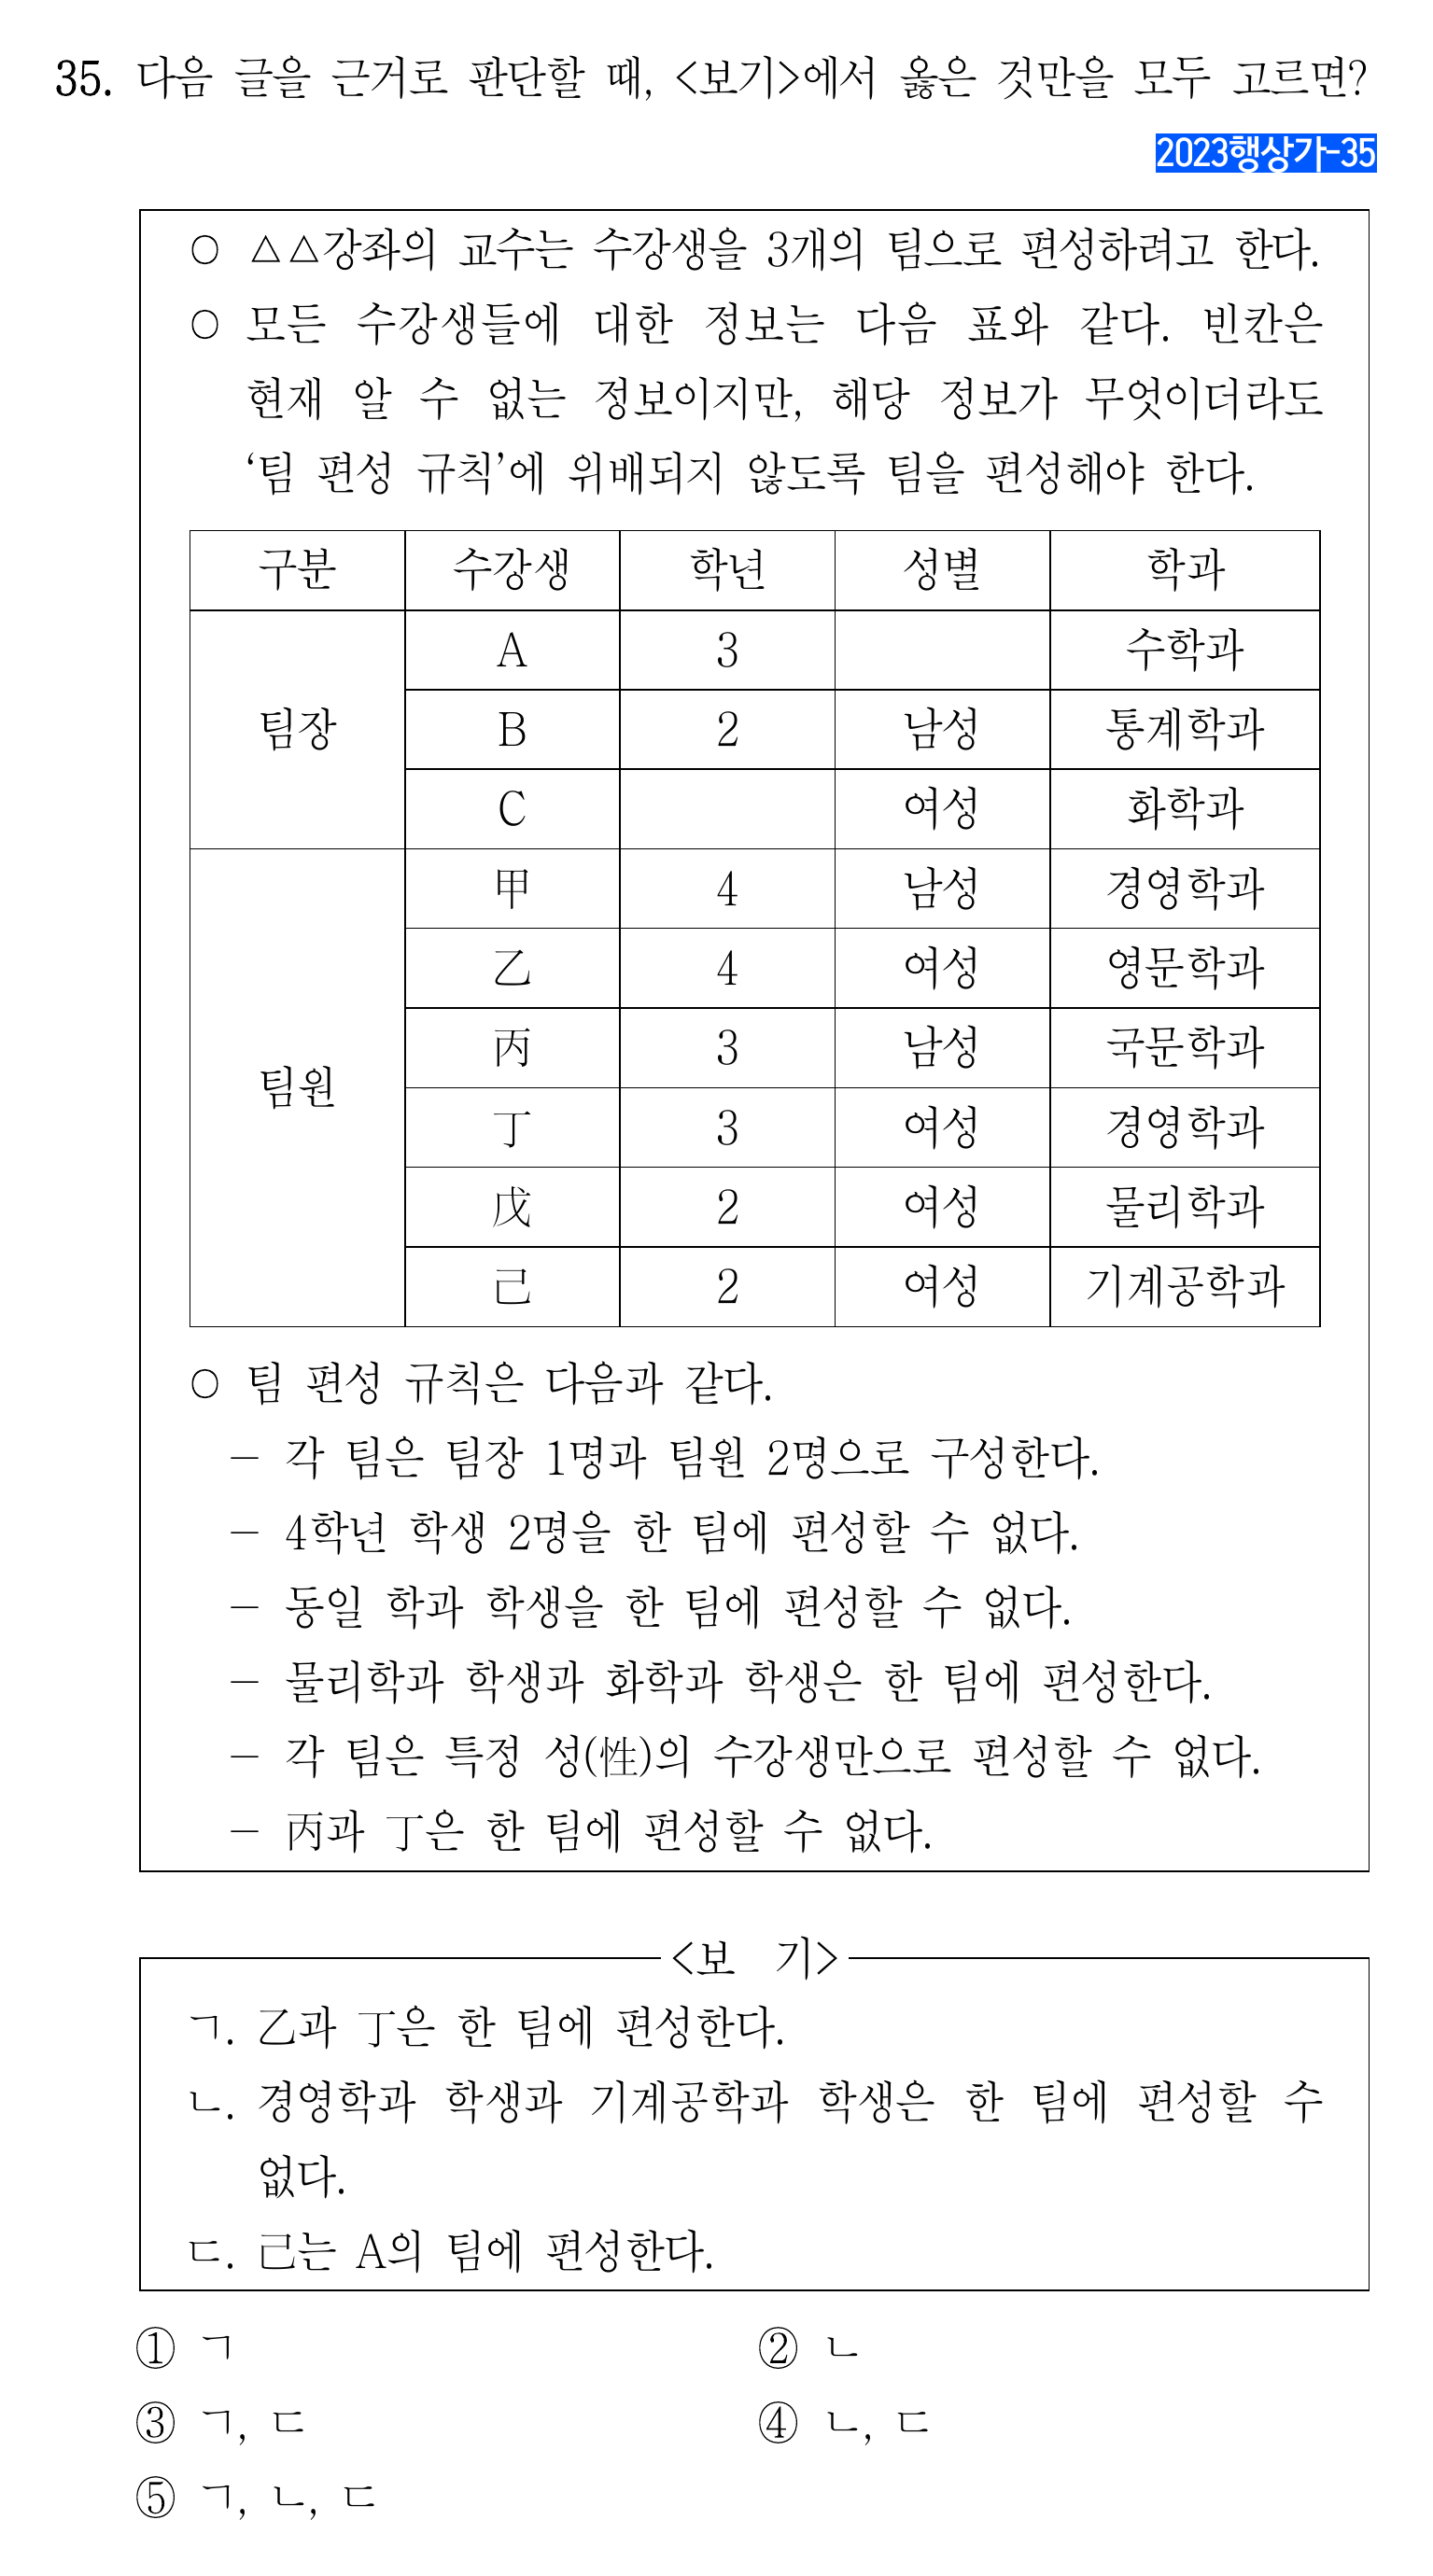 35. 다음 글을 근거로 판단할 때, <보기>에서 옳은 것만을 모두 고르면?
2023행상가-35
○ △△강좌의 교수는 수강생을 3개의 팀으로 편성하려고 한다.
○ 모든 수강생들에 대한 정보는 다음 표와 같다. 빈칸은
현재 알 수 없는 정보이지만, 해당 정보가 무엇이더라도
‘팀 편성 규칙’에 위배되지 않도록 팀을 편성해야 한다.
구분 수강생 학년 성별 학과
팀장 A 3 수학과
B 2 남성 통계학과
C 여성 화학과
팀원 甲 4 남성 경영학과
乙 4 여성 영문학과
丙 3 남성 국문학과
丁 3 여성 경영학과
戊 2 여성 물리학과
己 2 여성 기계공학과
○ 팀 편성 규칙은 다음과 같다.
- 각 팀은 팀장 1명과 팀원 2명으로 구성한다.
- 4학년 학생 2명을 한 팀에 편성할 수 없다.
- 동일 학과 학생을 한 팀에 편성할 수 없다.
- 물리학과 학생과 화학과 학생은 한 팀에 편성한다.
- 각 팀은 특정 성(性)의 수강생만으로 편성할 수 없다.
- 丙과 丁은 한 팀에 편성할 수 없다.
<보 기>
ㄱ. 乙과 丁은 한 팀에 편성한다.
ㄴ. 경영학과 학생과 기계공학과 학생은 한 팀에 편성할 수
없다.
ㄷ. 己는 A의 팀에 편성한다.
① ㄱ ② ㄴ
③ ㄱ, ㄷ ④ ㄴ, ㄷ
⑤ ㄱ, ㄴ, ㄷ